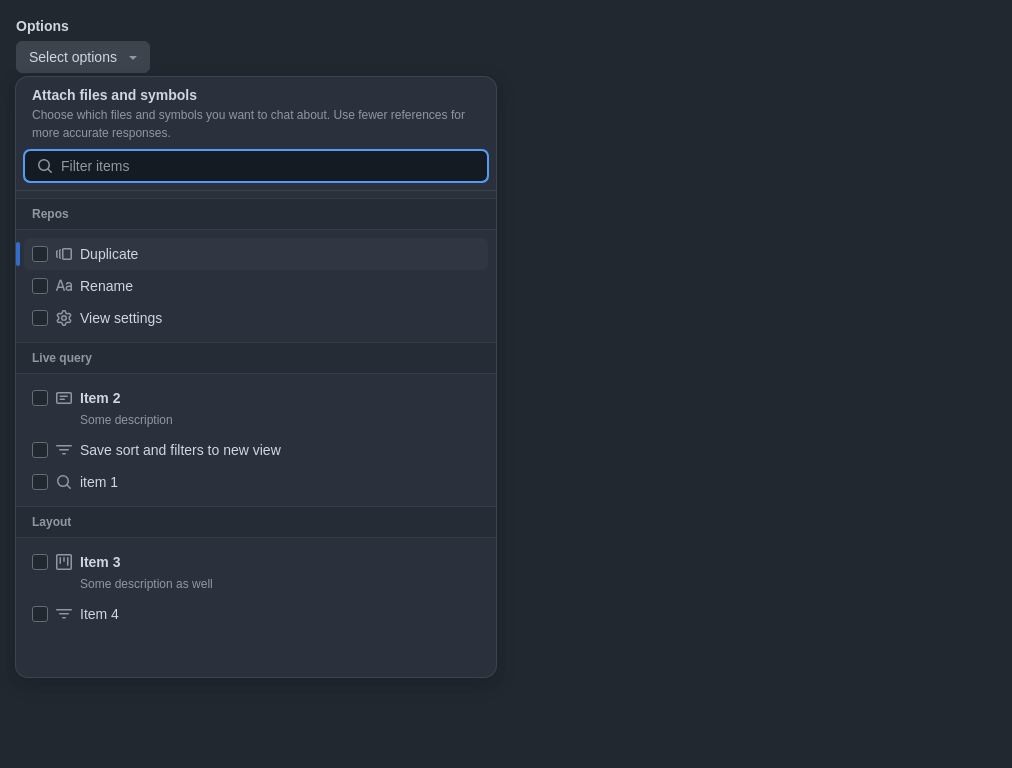 Options
Select options
Attach files and symbols
Choose which files and symbols you want to chat about. Use fewer references for
more accurate responses.
Filter items
Repos
Duplicate
Rename
View settings
Live query
Item 2
Some description
Save sort and filters to new view
item 1
Layout
Item 3
Some description as well
Item 4